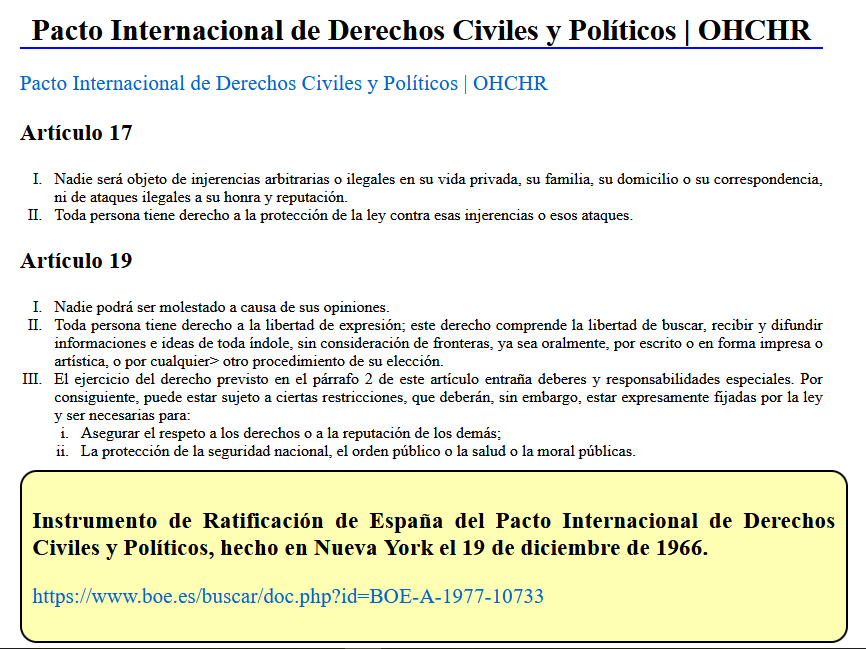 Pacto Internacional de Derechos Civiles y Políticos | OHCHR
Pacto Internacional de Derechos Civiles y Políticos | OHCHR
Artículo 17
I. Nadie será objeto de injerencias arbitrarias o ilegales en su vida privada, su familia, su domicilio o su correspondencia,
ni de ataques ilegales a su honra y reputación.
II. Toda persona tiene derecho a la protección de la ley contra esas injerencias o esos ataques.
Artículo 19
I. Nadie podrá ser molestado a causa de sus opiniones.
II. Toda persona tiene derecho a la libertad de expresión; este derecho comprende la libertad de buscar, recibir y difundir
informaciones e ideas de toda índole, sin consideración de fronteras, ya sea oralmente, por escrito o en forma impresa o
artística, o por cualquier> otro procedimiento de su elección.
III. El ejercicio del derecho previsto en el párrafo 2 de este artículo entraña deberes y responsabilidades especiales. Por
consiguiente, puede estar sujeto a ciertas restricciones, que deberán, sin embargo, estar expresamente fijadas por la ley
y ser necesarias para:
i. Asegurar el respeto a los derechos o a la reputación de los demás;
ii. La protección de la seguridad nacional, el orden público o la salud o la moral públicas.
Instrumento de Ratificación de España del Pacto Internacional de Derechos
Civiles y Políticos, hecho en Nueva York el 19 de diciembre de 1966.
https://www.boe.es/buscar/doc.php?id=BOE-A-1977-10733